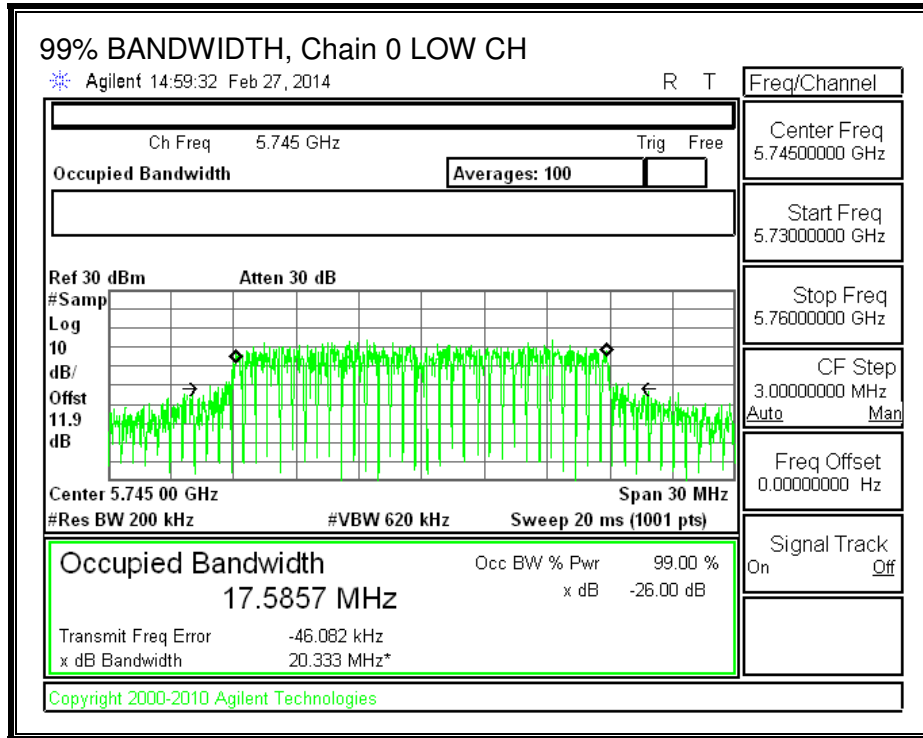 99% BANDWIDTH, Chain 0 LOW CH
Agilent 14:59:32 Feb 27, 2014 R T
Freq/Channel
Ch Freq 5.745 GHz Trig Free
Occupied Bandwidth Averages: 100
Center Freq
5.74500000 GHz
Start Freq
5.73000000 GHz
Stop Freq
5.76000000 GHz
CF Step
3.00000000 MHz
Auto Man
Freq Offset
0.00000000 Hz
Signal Track
On Off
Ref 30 dBm Atten 30 dB
#Samp
Log
10
dB/
Offst
11.9
dB
Center 5.745 00 GHz Span 30 MHz
#Res BW 200 kHz #VBW 620 kHz Sweep 20 ms (1001 pts)
Occupied Bandwidth Occ BW % Pwr 99.00 %
17.5857 MHz x dB -26.00 dB
Transmit Freq Error -46.082 kHz
x dB Bandwidth 20.333 MHz*
Copyright 2000-2010 Agilent Technologies